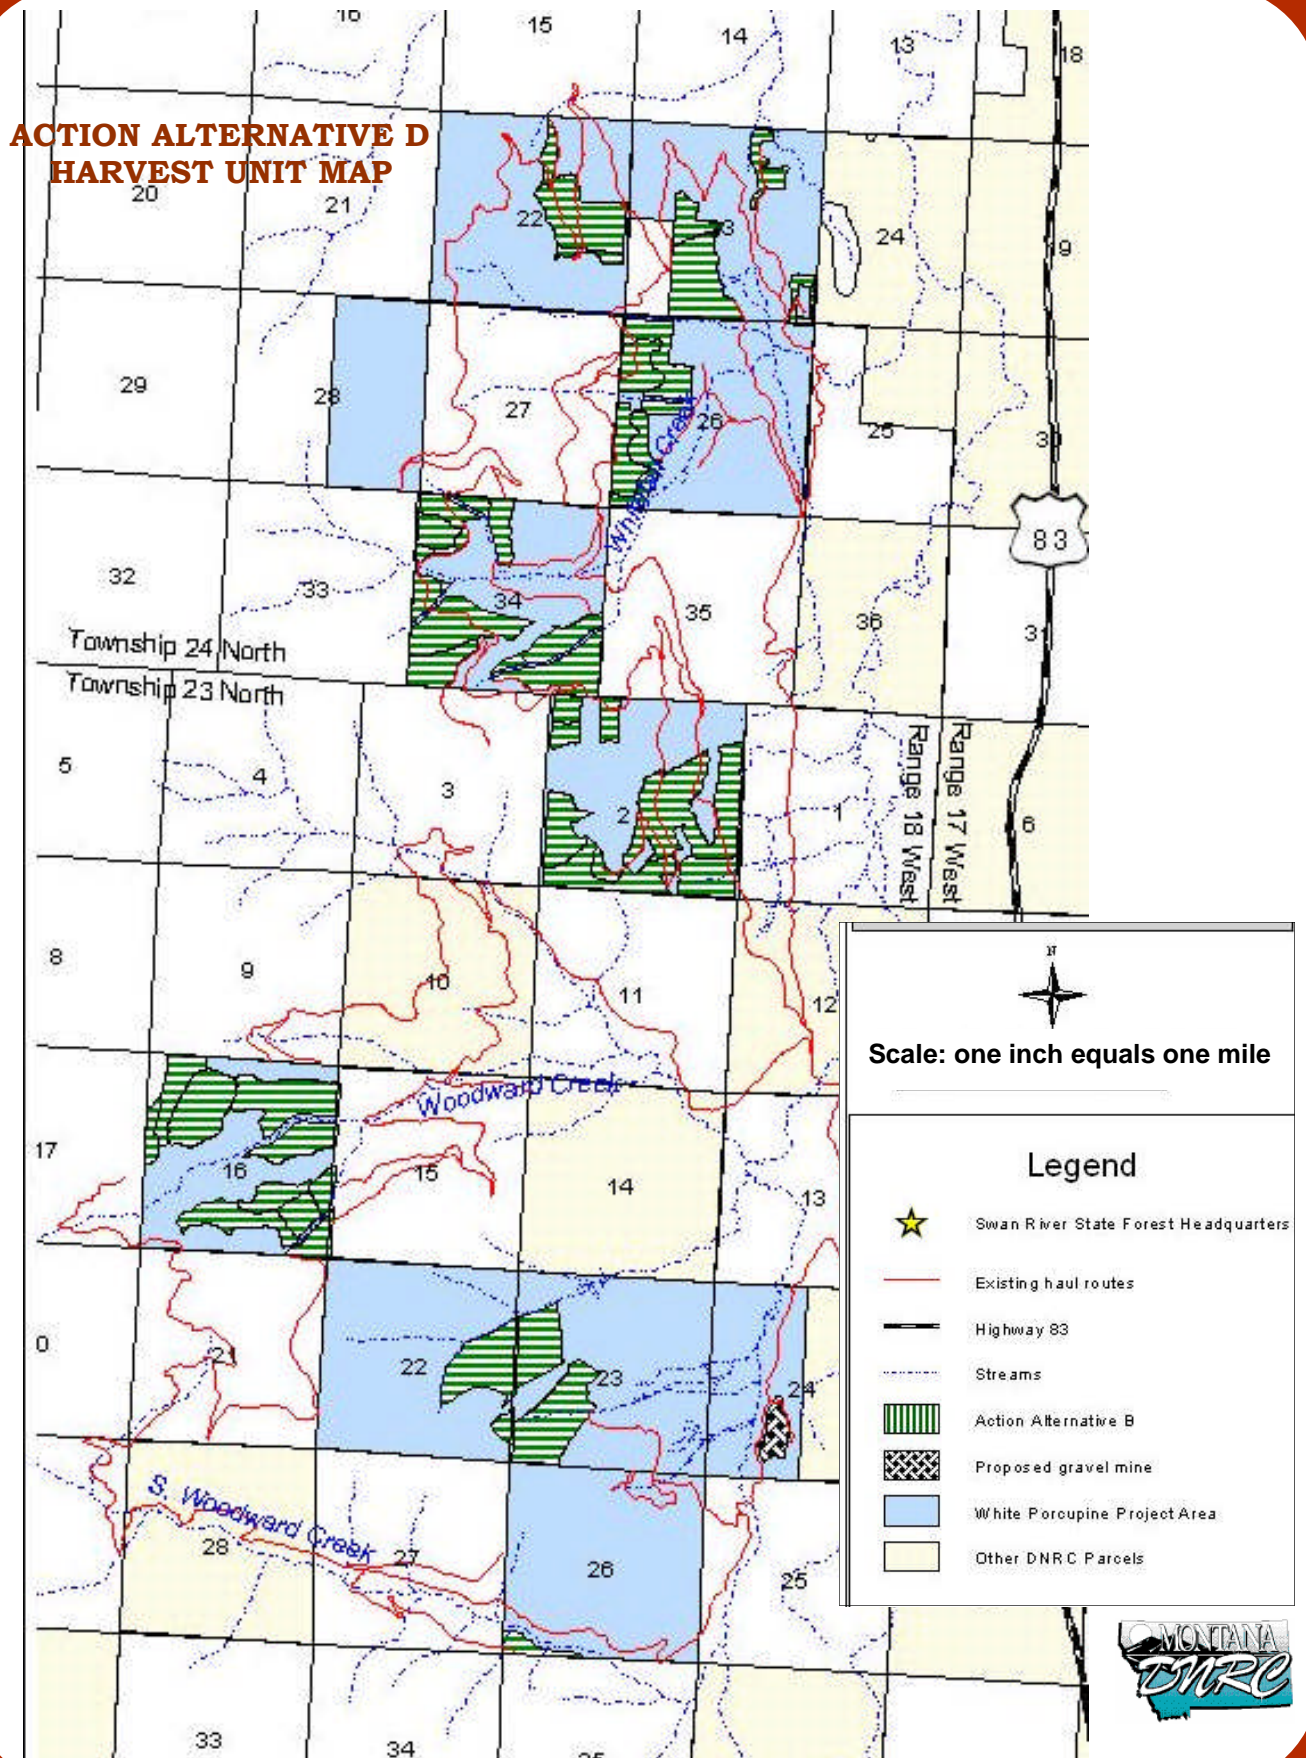 16
15
14
13
18
ACTION ALTERNATIVE D
HARVEST UNIT MAP
20
21
22
3
24
9
29
28
27
26
25
30
Creek
83
32
33
34
35
36
31
Township 24 North
Township 23 North
5
4
3
2
1
6
Range 18 West
Range 17 West
8
9
10
11
12
N
Scale: one inch equals one mile
Woodward Creek
17
16
15
14
13
Legend
Swan River State Forest Headquarters
Existing haul routes
Highway 83
Streams
Action Alternative B
Proposed gravel mine
White Porcupine Project Area
Other DNRC Parcels
0
21
22
23
24
S. Woodward Creek
28
27
26
25
33
34
MONTANA
DNRC